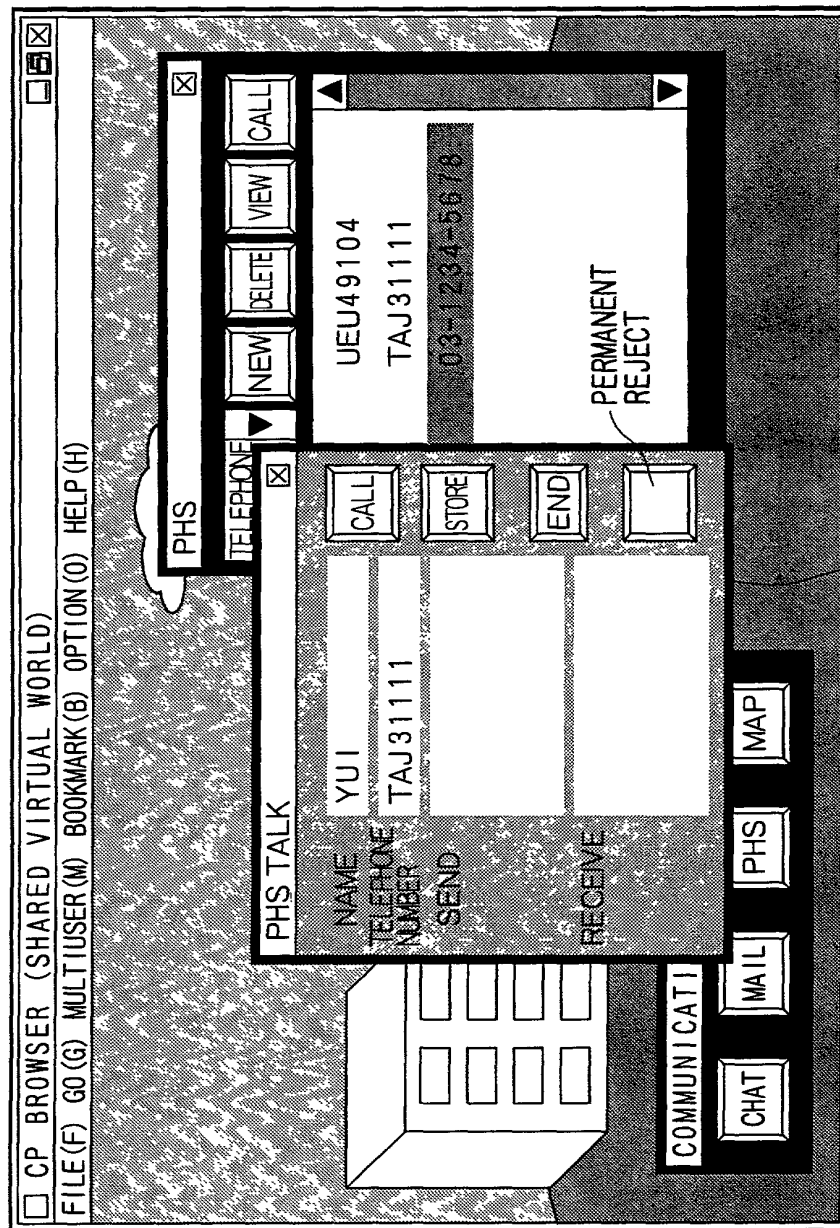 CP BROWSER (SHARED VIRTUAL WORLD)
FILE(F) GO(G) MULTIUSER(M) BOOKMARK(B) OPTION(O) HELP(H)
PHS
TELEPHONE
NEW
DELETE
VIEW
CALL
UEU49104
TAJ31111
03-1234-5678
PHS TALK
NAME
YUI
CALL
TELEPHONE
NUMBER
TAJ31111
SEND
STORE
END
RECEIVE
PERMANENT
REJECT
COMMUNICATI
CHAT
MAIL
PHS
MAP